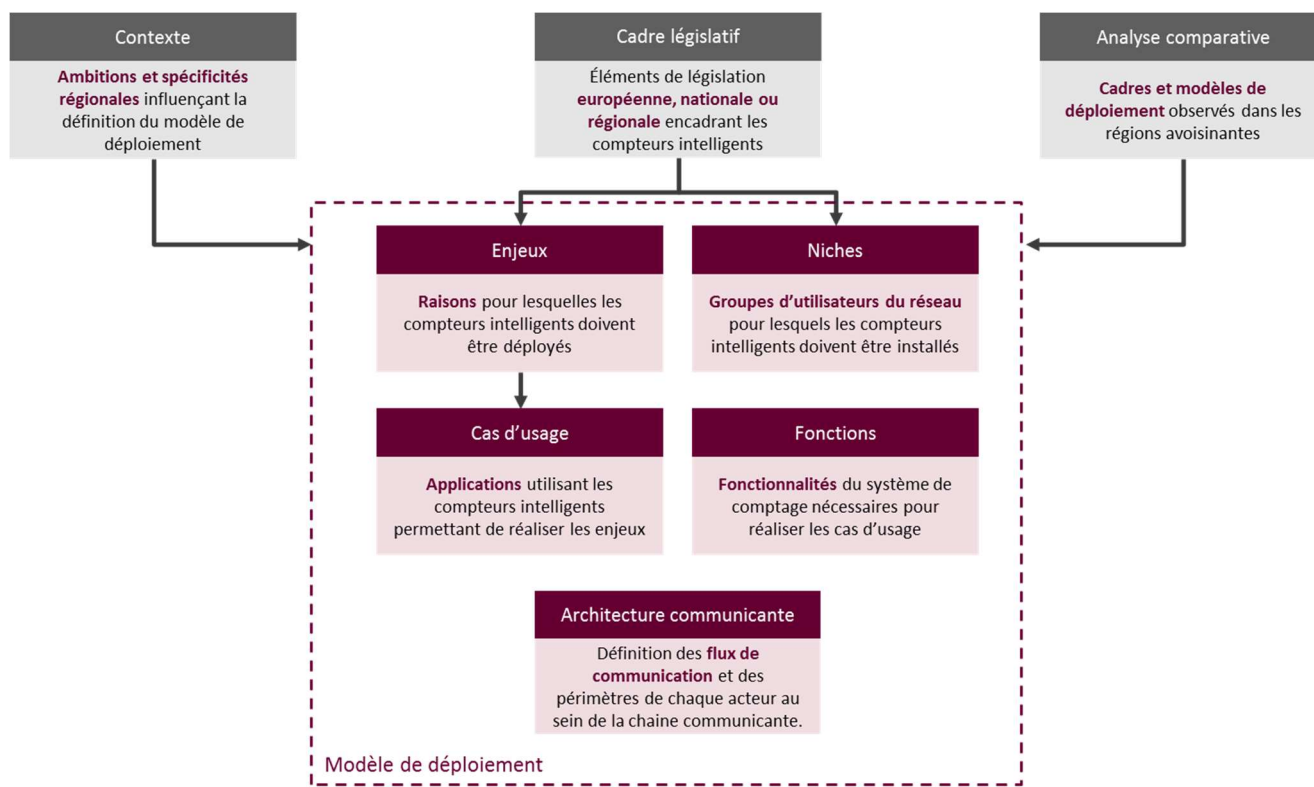 Contexte
Ambitions et spécificités
régionales influençant la
définition du modèle de
déploiement
Cadre législatif
Éléments de législation
européenne, nationale ou
régionale encadrant les
compteurs intelligents
Analyse comparative
Cadres et modèles de
déploiement observés dans les
régions avoisinantes
Enjeux
Raisons pour lesquelles les
compteurs intelligents doivent
être déployés
Niches
Groupes d’utilisateurs du réseau
pour lesquels les compteurs
intelligents doivent être installés
Cas d’usage
Applications utilisant les
compteurs intelligents
permettant de réaliser les enjeux
Fonctions
Fonctionnalités du système de
comptage nécessaires pour
réaliser les cas d’usage
Architecture communicante
Définition des flux de
communication et des
périmètres de chaque acteur au
sein de la chaine communicante.
Modèle de déploiement